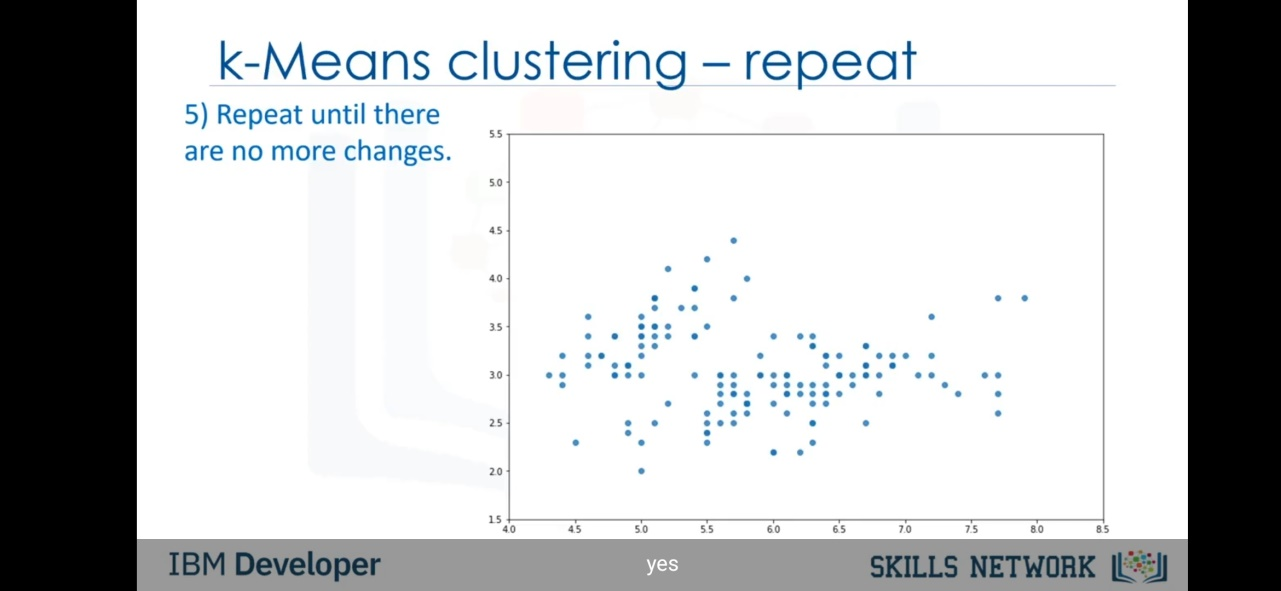 k-Means clustering – repeat
5) Repeat until there
are no more changes.
5.5
5.0
4.5
4.0
3.5
3.0
2.5
2.0
1.5
4.0 4.5 5.0 5.5 6.0 6.5 7.0 7.5 8.0 8.5
IBM Developer
yes
SKILLS NETWORK